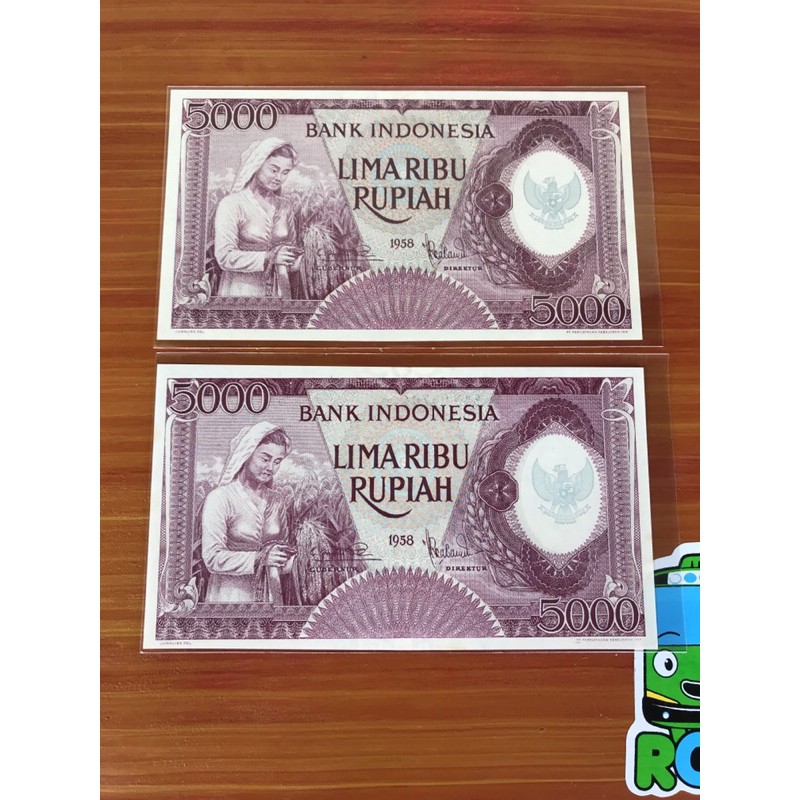 5000
BANK INDONESIA
LIMA RIBU
RUPIAH
1958
GUBERNUR
DIREKTUR
5000
5000
BANK INDONESIA
LIMA RIBU
RUPIAH
1958
GUBERNUR
DIREKTUR
5000